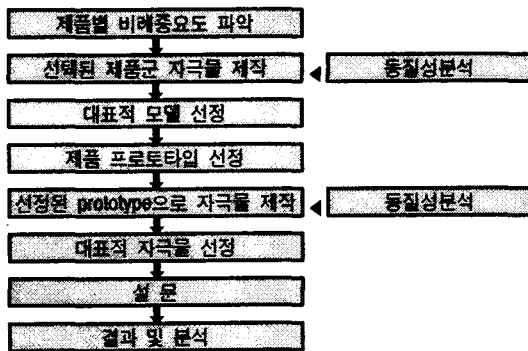 제품별 비례중요도 파악
선택된 제품군 자극물 제작
동질성분석
대표적 모델 선정
제품 프로토타입 선정
선정된 prototype으로 자극물 제작
동질성분석
대표적 자극물 선정
설 문
결과 및 분석